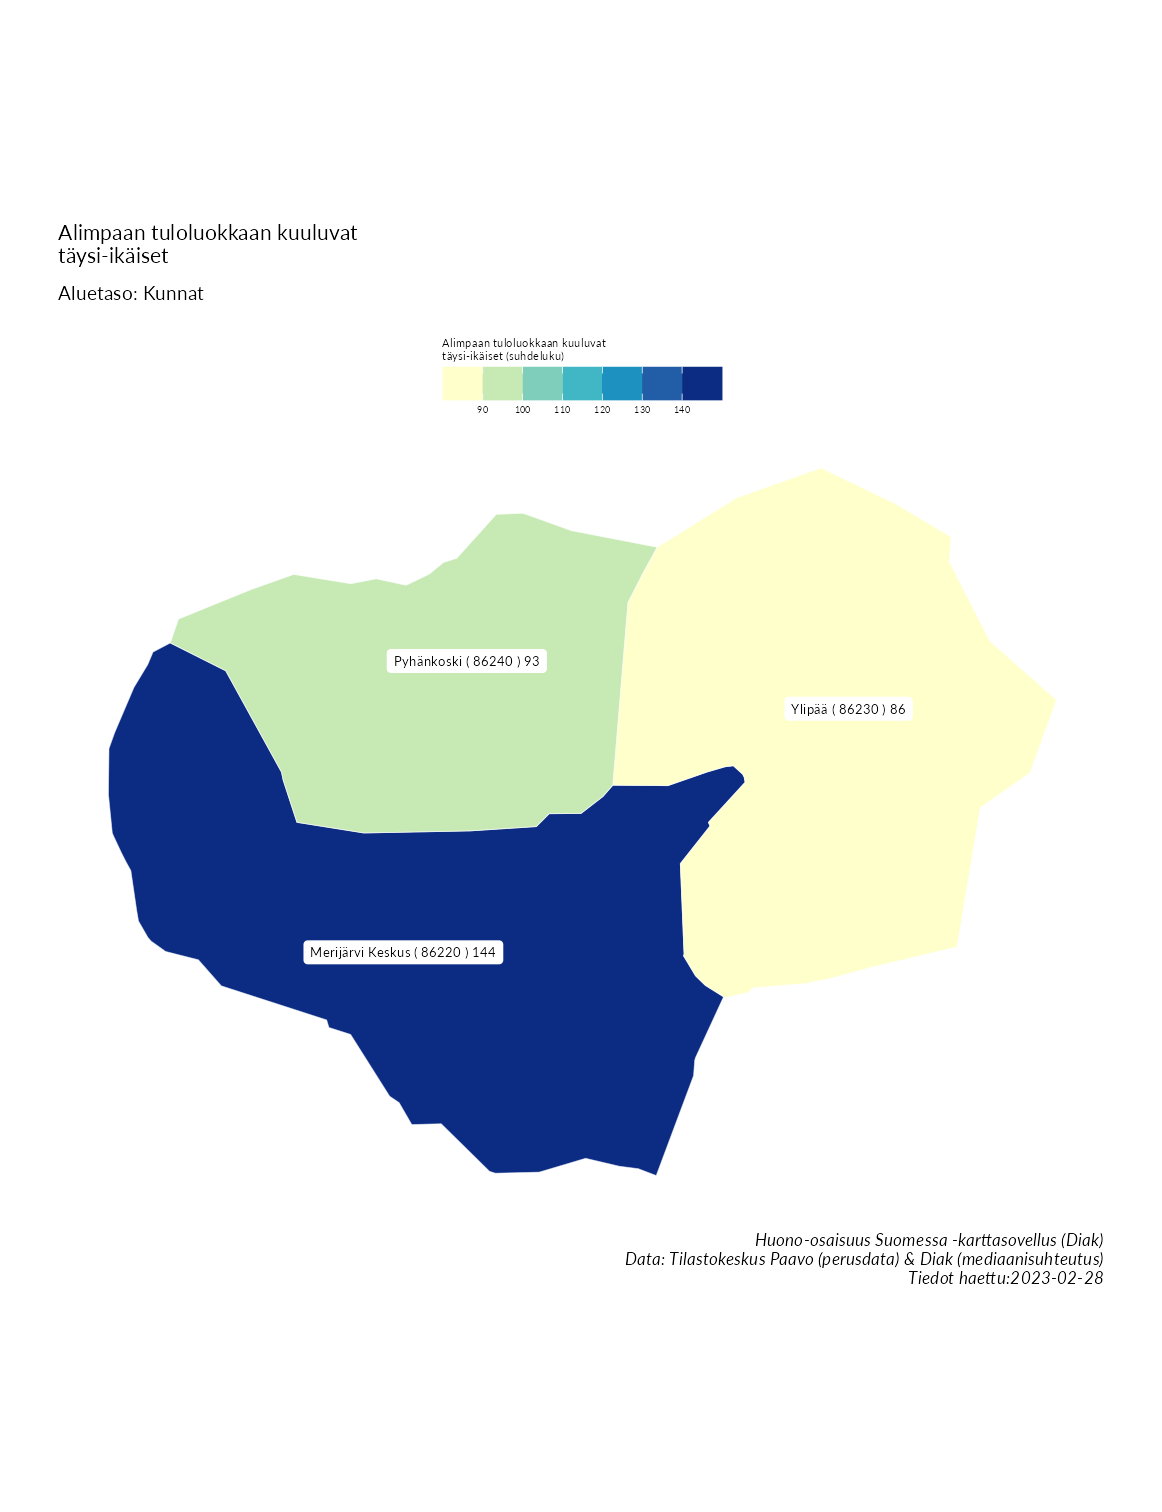 Alimpaan tuloluokkaan kuuluvat
täysi-ikäiset
Aluetaso: Kunnat
Alimpaan tuloluokkaan kuuluvat
täysi-ikäiset (suhdeluku)
90 100 110 120 130 140
Pyhänkoski ( 86240 ) 93
Ylipää ( 86230 ) 86
Merijärvi Keskus ( 86220 ) 144
Huono-osaisuus Suomessa -karttasovellus (Diak)
Data: Tilastokeskus Paavo (perusdata) & Diak (mediaanisuhteutus)
Tiedot haettu:2023-02-28